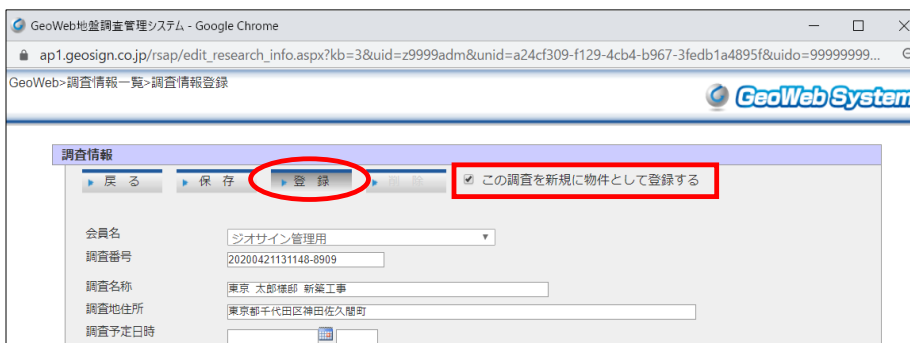 GeoWeb地盤調査管理システム - Google Chrome
ap1.geosign.co.jp/rsap/edit_research_info.aspx?kb=3&uid=z9999adm&unid=a24cf309-f129-4cb4-b967-3fedb1a4895f&uido=99999999...
GeoWeb>調査情報一覧>調査情報登録
GeoWeb System
調査情報
戻 る 保 存 登 録 削 除 この調査を新規に物件として登録する
会員名 ジオサイン管理用
調査番号 20200421131148-8909
調査名称 東京 太郎様邸 新築工事
調査地住所 東京都千代田区神田佐久間町
調査予定日時